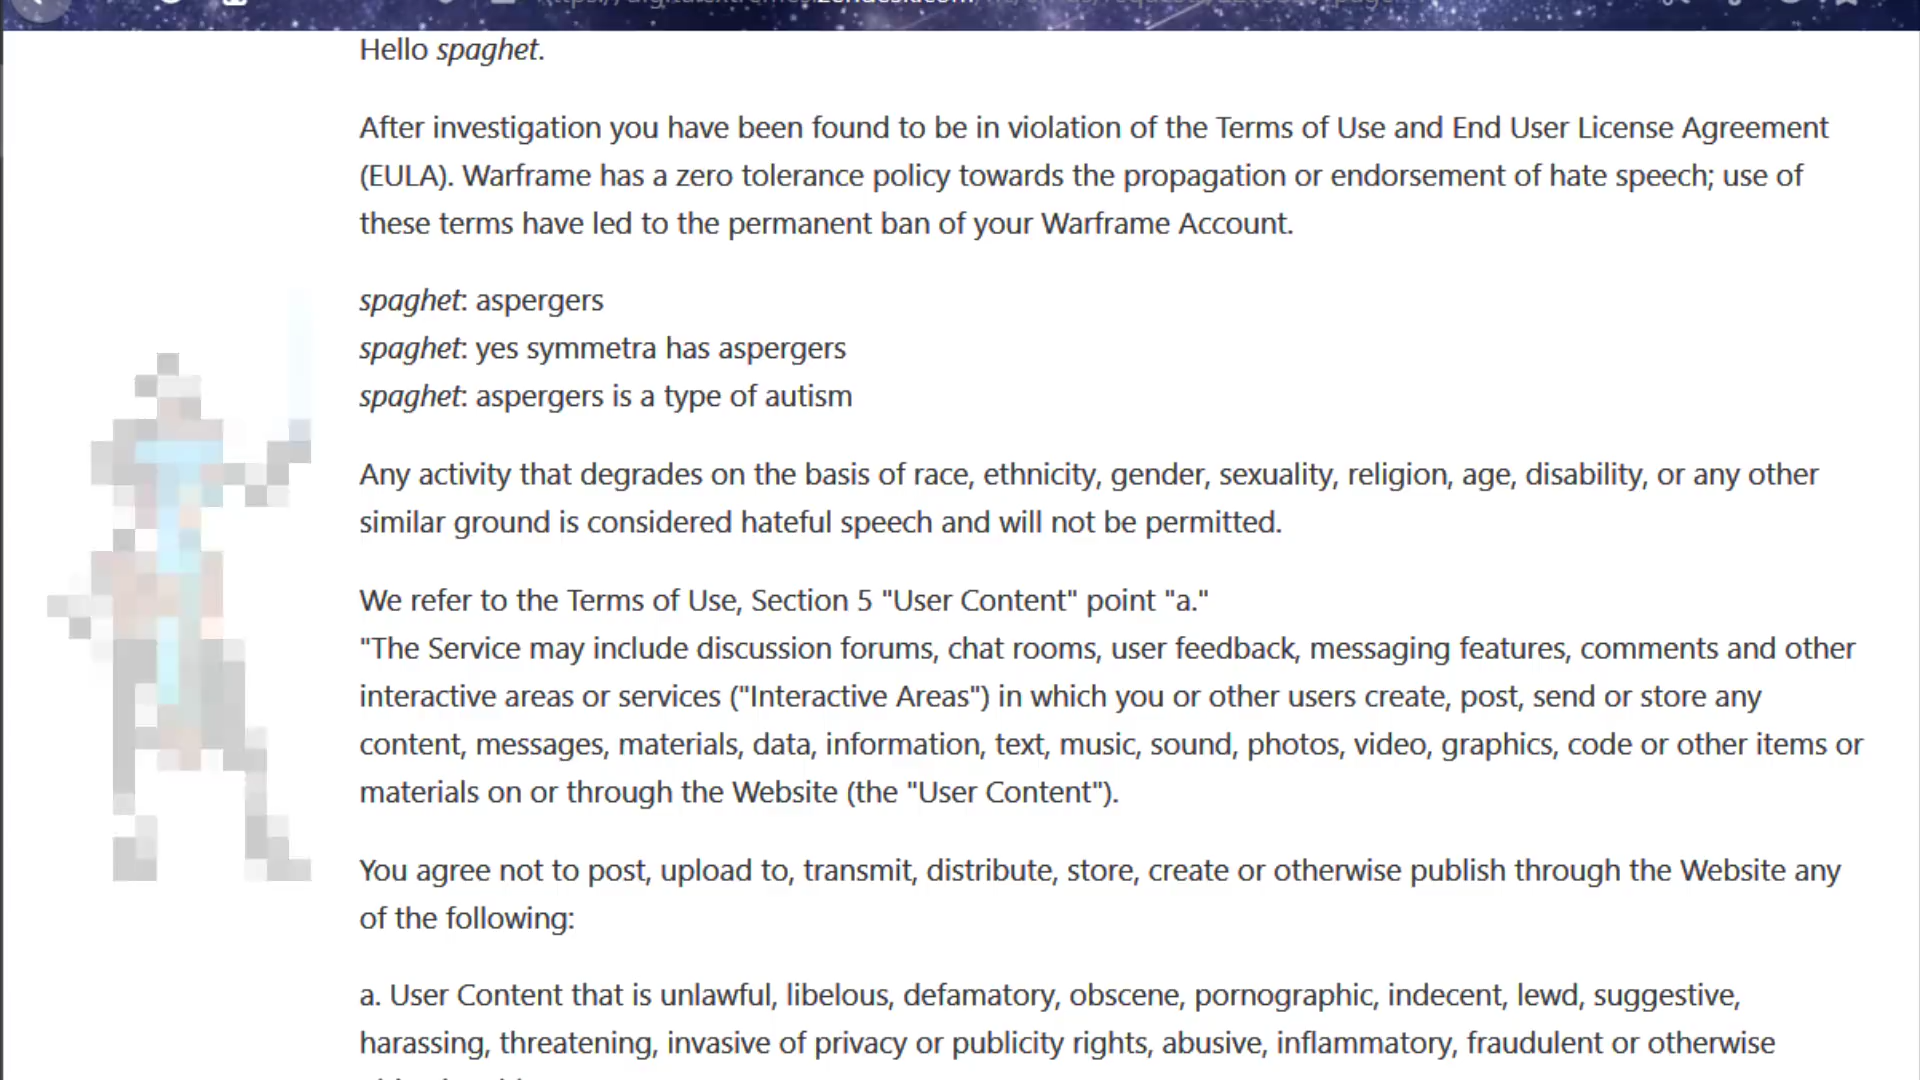 Hello spaghet.
After investigation you have been found to be in violation of the Terms of Use and End User License Agreement
(EULA). Warframe has a zero tolerance policy towards the propagation or endorsement of hate speech; use of
these terms have led to the permanent ban of your Warframe Account.
spaghet: aspergers
spaghet: yes symmetra has aspergers
spaghet: aspergers is a type of autism
Any activity that degrades on the basis of race, ethnicity, gender, sexuality, religion, age, disability, or any other
similar ground is considered hateful speech and will not be permitted.
We refer to the Terms of Use, Section 5 "User Content" point "a."
"The Service may include discussion forums, chat rooms, user feedback, messaging features, comments and other
interactive areas or services ("Interactive Areas") in which you or other users create, post, send or store any
content, messages, materials, data, information, text, music, sound, photos, video, graphics, code or other items or
materials on or through the Website (the "User Content").
You agree not to post, upload to, transmit, distribute, store, create or otherwise publish through the Website any
of the following:
a. User Content that is unlawful, libelous, defamatory, obscene, pornographic, indecent, lewd, suggestive,
harassing, threatening, invasive of privacy or publicity rights, abusive, inflammatory, fraudulent or otherwise